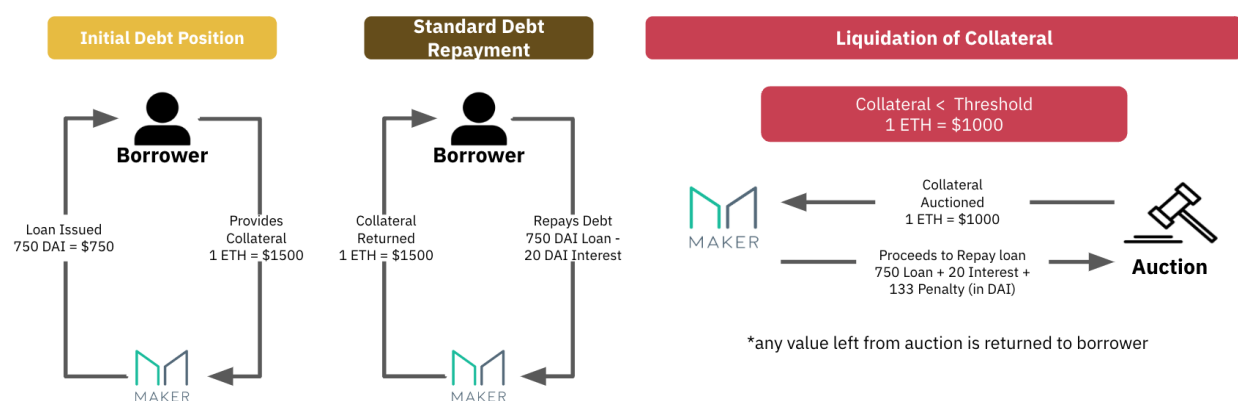 Initial Debt Position
Borrower
Loan Issued
750 DAI = $750
Provides
Collateral
1 ETH = $1500
MAKER
Standard Debt
Repayment
Borrower
Collateral
Returned
1 ETH = $1500
Repays Debt
750 DAI Loan -
20 DAI Interest
MAKER
Liquidation of Collateral
Collateral < Threshold
1 ETH = $1000
MAKER
Collateral
Auctioned
1 ETH = $1000
Proceeds to Repay loan
750 Loan + 20 Interest +
133 Penalty (in DAI)
Auction
*any value left from auction is returned to borrower